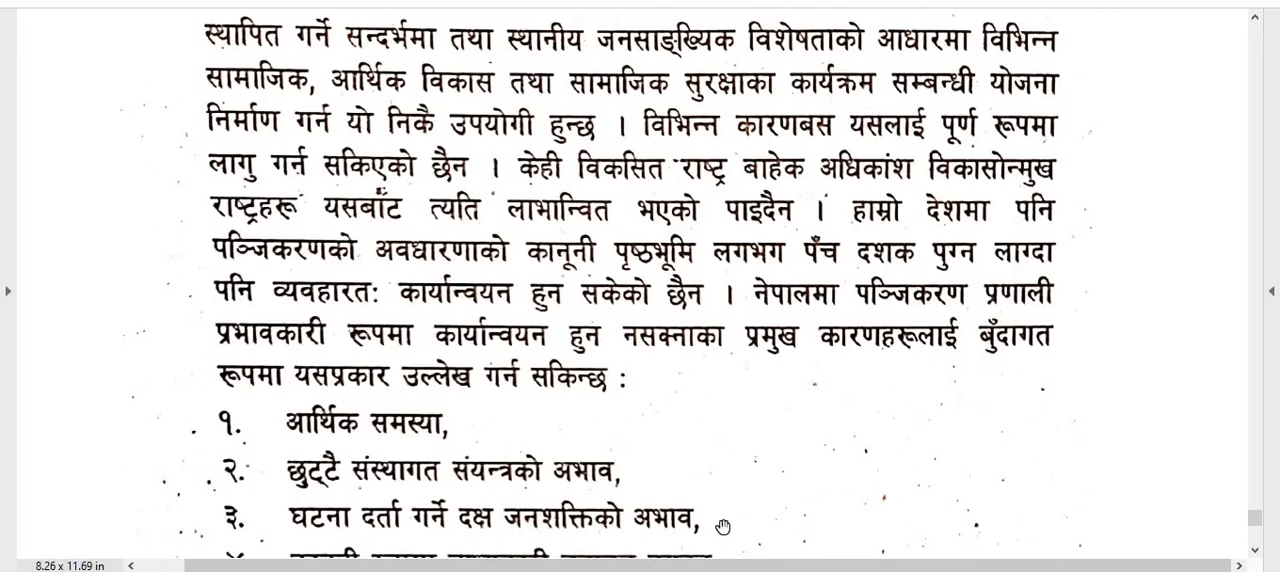 स्थापित गर्ने सन्दर्भमा तथा स्थानीय जनसाङ्ख्यिक विशेषताको आधारमा विभिन्न
सामाजिक, आर्थिक विकास तथा सामाजिक सुरक्षाका कार्यक्रम सम्बन्धी योजना
निर्माण गर्न यो निकै उपयोगी हुन्छ । विभिन्न कारणबस यसलाई पूर्ण रूपमा
लागु गर्न सकिएको छैन । केही विकसित राष्ट्र बाहेक अधिकांश विकासोन्मुख
राष्ट्रहरू यसबाँट त्यति लाभान्वित भएको पाइदैन । हाम्रो देशमा पनि
पञ्जिकरणको अवधारणाको कानूनी पृष्ठभूमि लगभग पाँच दशक पुग्न लाग्दा
पनि व्यवहारतः कार्यान्वयन हुन सकेको छैन । नेपालमा पञ्जिकरण प्रणाली
प्रभावकारी रूपमा कार्यान्वयन हुन नसक्नाका प्रमुख कारणहरूलाई बुँदागत
रूपमा यसप्रकार उल्लेख गर्न सकिन्छ :
१. आर्थिक समस्या,
२. छुट्टै संस्थागत संयन्त्रको अभाव,
३. घटना दर्ता गर्ने दक्ष जनशक्तिको अभाव,
8.26 x 11.69 in